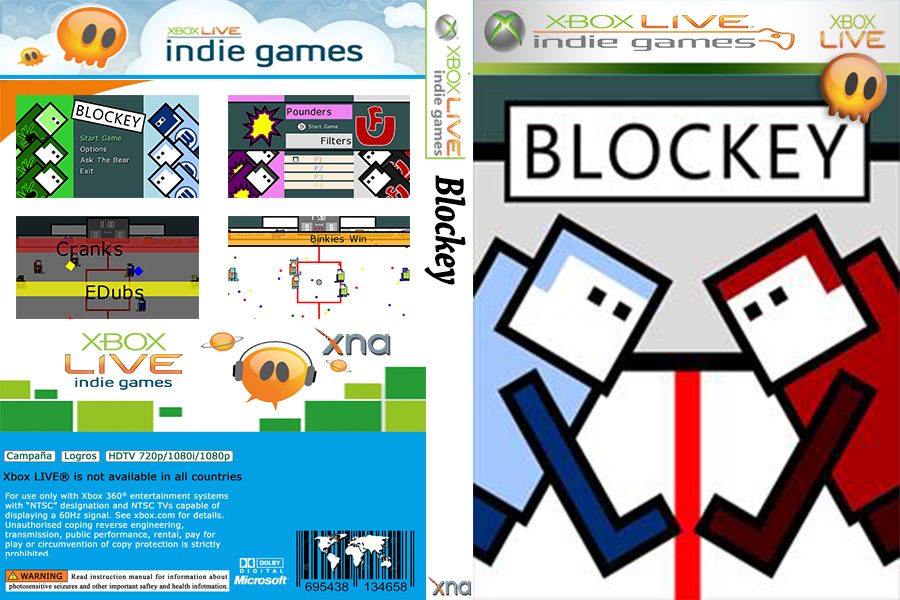 XBOX LIVE
indie games
BLOCKEY
Start Game
Options
Ask The Bear
Exit
Pounders
Start Game
Filters
P1
P2
P3
P4
Cranks
EDubs
Binkies Win
XBOX
LIVE
indie games
xna
Campaña
Logros
HDTV 720p/1080i/1080p
Xbox LIVE® is not available in all countries
For use only with Xbox 360® entertainment systems
with “NTSC” designation and NTSC TVs capable of
displaying a 60Hz signal. See xbox.com for details.
Unauthorised coping reverse engineering,
transmission, public performance, rental, pay for
play or circumvention of copy protection is strictly
prohibited.
WARNING Read instruction manual for information about
photosensitive seizures and other important saftey and health infotmation.
DOLBY
DIGITAL
Microsoft
695438 134658
XBOX LIVE
indie games
Blockey
xna
XBOX LIVE
indie games
XBOX
LIVE
BLOCKEY